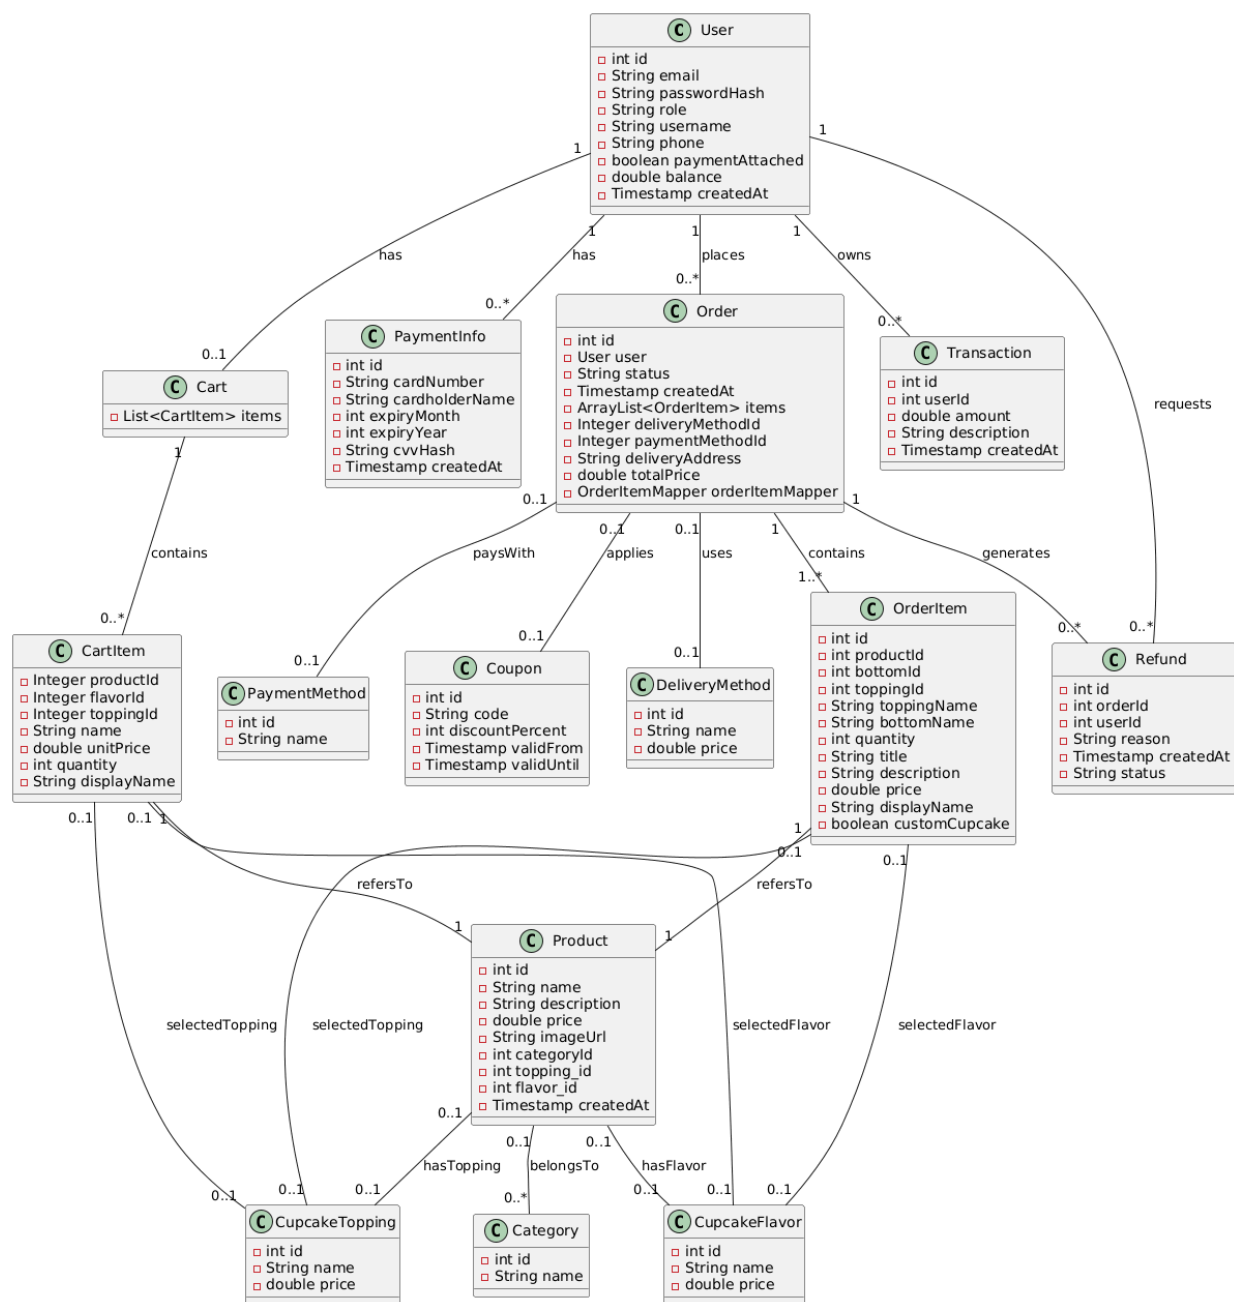 C User
int id
String email
String passwordHash
String role
String username
String phone
boolean paymentAttached
double balance
Timestamp createdAt
1
1
1
1
1
has
has
places
owns
0..1
0..*
0..*
0..*
requests
C Cart
List<CartItem> items
1
C PaymentInfo
int id
String cardNumber
String cardholderName
int expiryMonth
int expiryYear
String cvvHash
Timestamp createdAt
C Order
int id
User user
String status
Timestamp createdAt
ArrayList<OrderItem> items
Integer deliveryMethodId
Integer paymentMethodId
String deliveryAddress
double totalPrice
OrderItemMapper orderItemMapper
C Transaction
int id
int userId
double amount
String description
Timestamp createdAt
0..1
0..1
0..1
1
1
contains
paysWith
applies
uses
contains
generates
0..*
0..1
0..1
0..1
1..*
0..*
0..*
C CartItem
Integer productId
Integer flavorId
Integer toppingId
String name
double unitPrice
int quantity
String displayName
C PaymentMethod
int id
String name
C Coupon
int id
String code
int discountPercent
Timestamp validFrom
Timestamp validUntil
C DeliveryMethod
int id
String name
double price
C OrderItem
int id
int productId
int bottomId
int toppingId
String toppingName
String bottomName
int quantity
String title
String description
double price
String displayName
boolean customCupcake
C Refund
int id
int orderId
int userId
String reason
Timestamp createdAt
String status
0..1
0..1
1
1
0..1
0..1
refersTo
refersTo
1
1
C Product
int id
String name
String description
double price
String imageUrl
int categoryId
int topping_id
int flavor_id
Timestamp createdAt
selectedTopping
selectedTopping
selectedFlavor
selectedFlavor
0..1
0..1
0..1
hasTopping
belongsTo
hasFlavor
0..1
0..1
0..1
0..*
0..1
0..1
0..1
C CupcakeTopping
int id
String name
double price
C Category
int id
String name
C CupcakeFlavor
int id
String name
double price